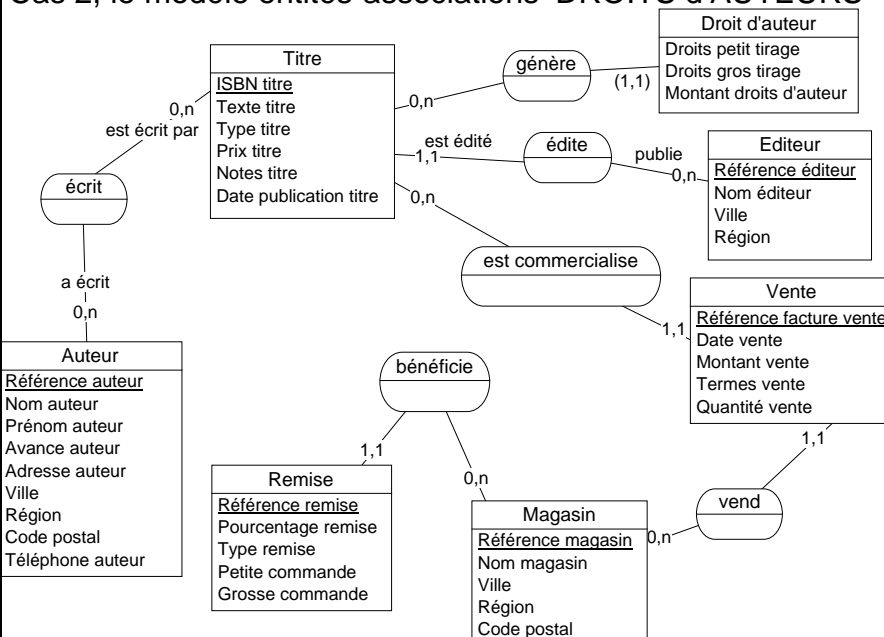 Cas 2, le modèle entités-associations DROITS d'AUTEURS
Titre
ISBN titre
Texte titre
Type titre
Prix titre
Notes titre
Date publication titre
génère
0,n
(1,1)
Droit d'auteur
Droits petit tirage
Droits gros tirage
Montant droits d'auteur
0,n
est écrit par
écrit
a écrit
0,n
est édité
1,1
édite
publie
0,n
Editeur
Référence éditeur
Nom éditeur
Ville
Région
0,n
est commercialise
1,1
Vente
Référence facture vente
Date vente
Montant vente
Termes vente
Quantité vente
Auteur
Référence auteur
Nom auteur
Prénom auteur
Avance auteur
Adresse auteur
Ville
Région
Code postal
Téléphone auteur
bénéficie
1,1
0,n
Remise
Référence remise
Pourcentage remise
Type remise
Petite commande
Grosse commande
Magasin
Référence magasin
Nom magasin
Ville
Région
Code postal
0,n
vend
1,1